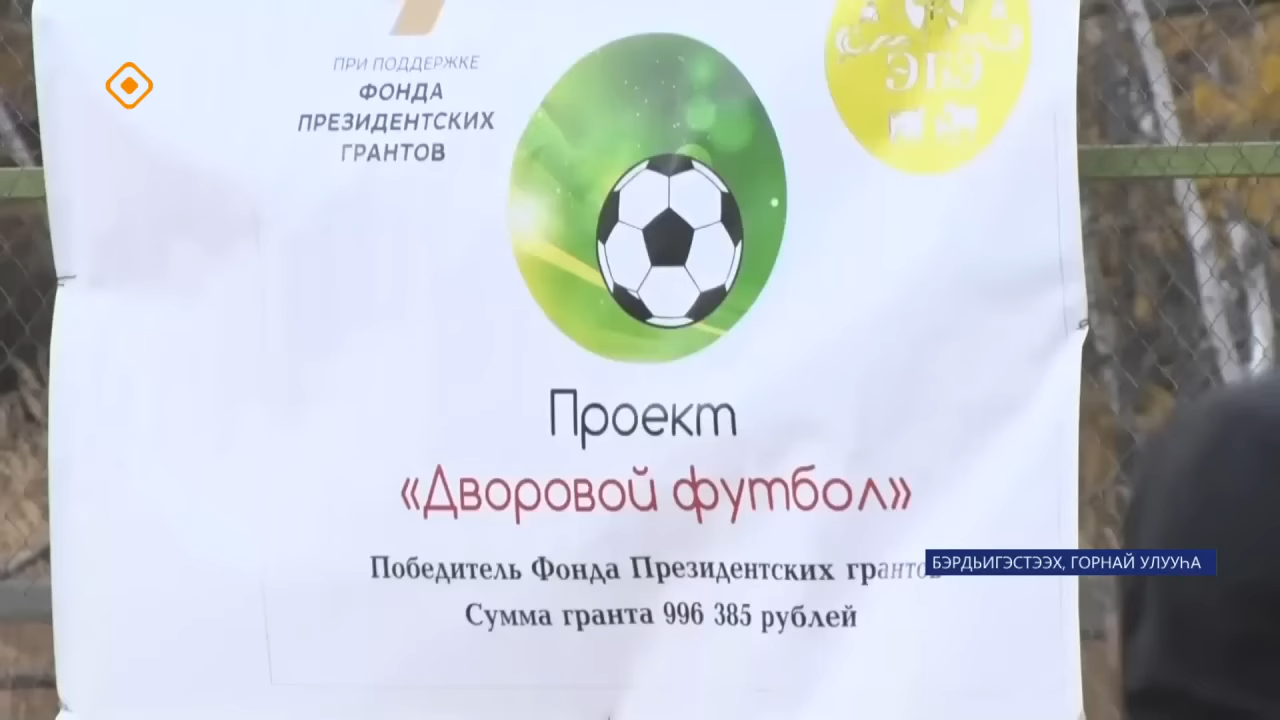 ПРИ ПОДДЕРЖКЕ
ФОНДА
ПРЕЗИДЕНТСКИХ
ГРАНТОВ
Проект
«Дворовой футбол»
Победитель Фонда Президентских грантов
Сумма гранта 996 385 рублей
БЭРДЬИГЭСТЭЭХ, ГОРНАЙ УЛУУҺА